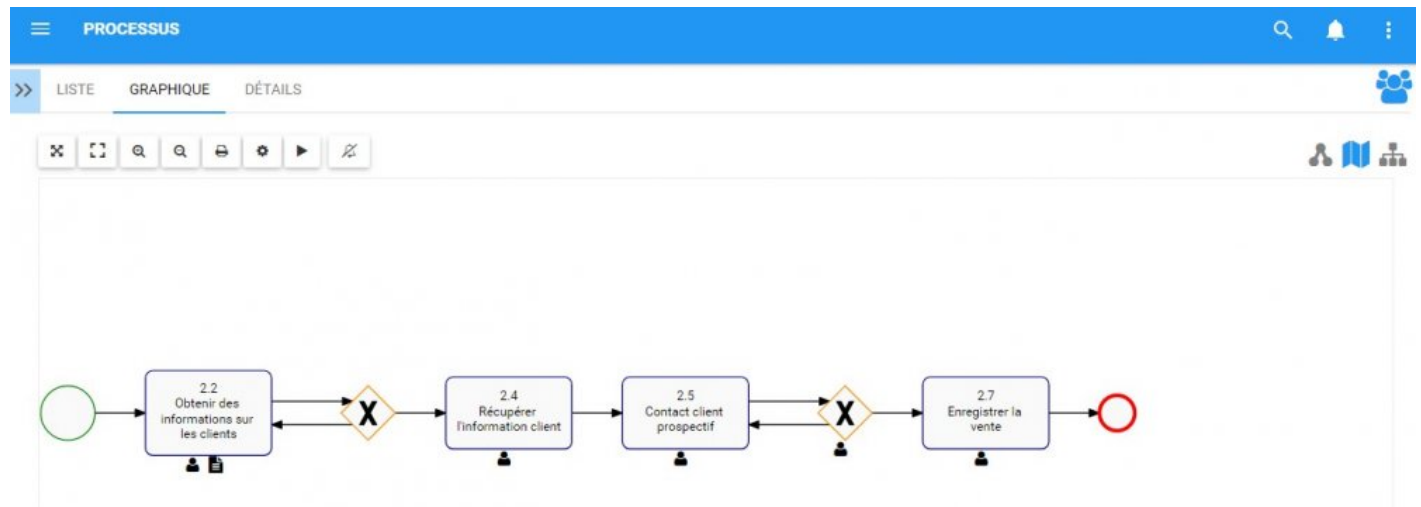 PROCESSUS
LISTE GRAPHIQUE DÉTAILS
2.2
Obtenir des
informations sur
les clients
X
2.4
Récupérer
l'information client
2.5
Contact client
prospectif
X
2.7
Enregistrer la
vente